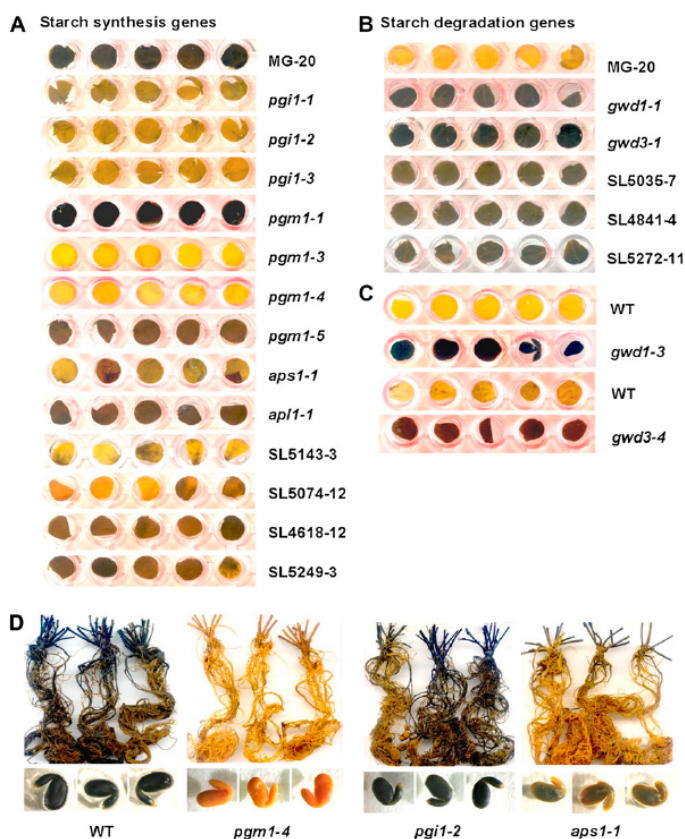 A Starch synthesis genes
MG-20
pgi1-1
pgi1-2
pgi1-3
pgm1-1
pgm1-3
pgm1-4
pgm1-5
aps1-1
apl1-1
SL5143-3
SL5074-12
SL4618-12
SL5249-3
B Starch degradation genes
MG-20
gwd1-1
gwd3-1
SL5035-7
SL4841-4
SL5272-11
C
WT
gwd1-3
WT
gwd3-4
D
WT pgm1-4 pgi1-2 aps1-1